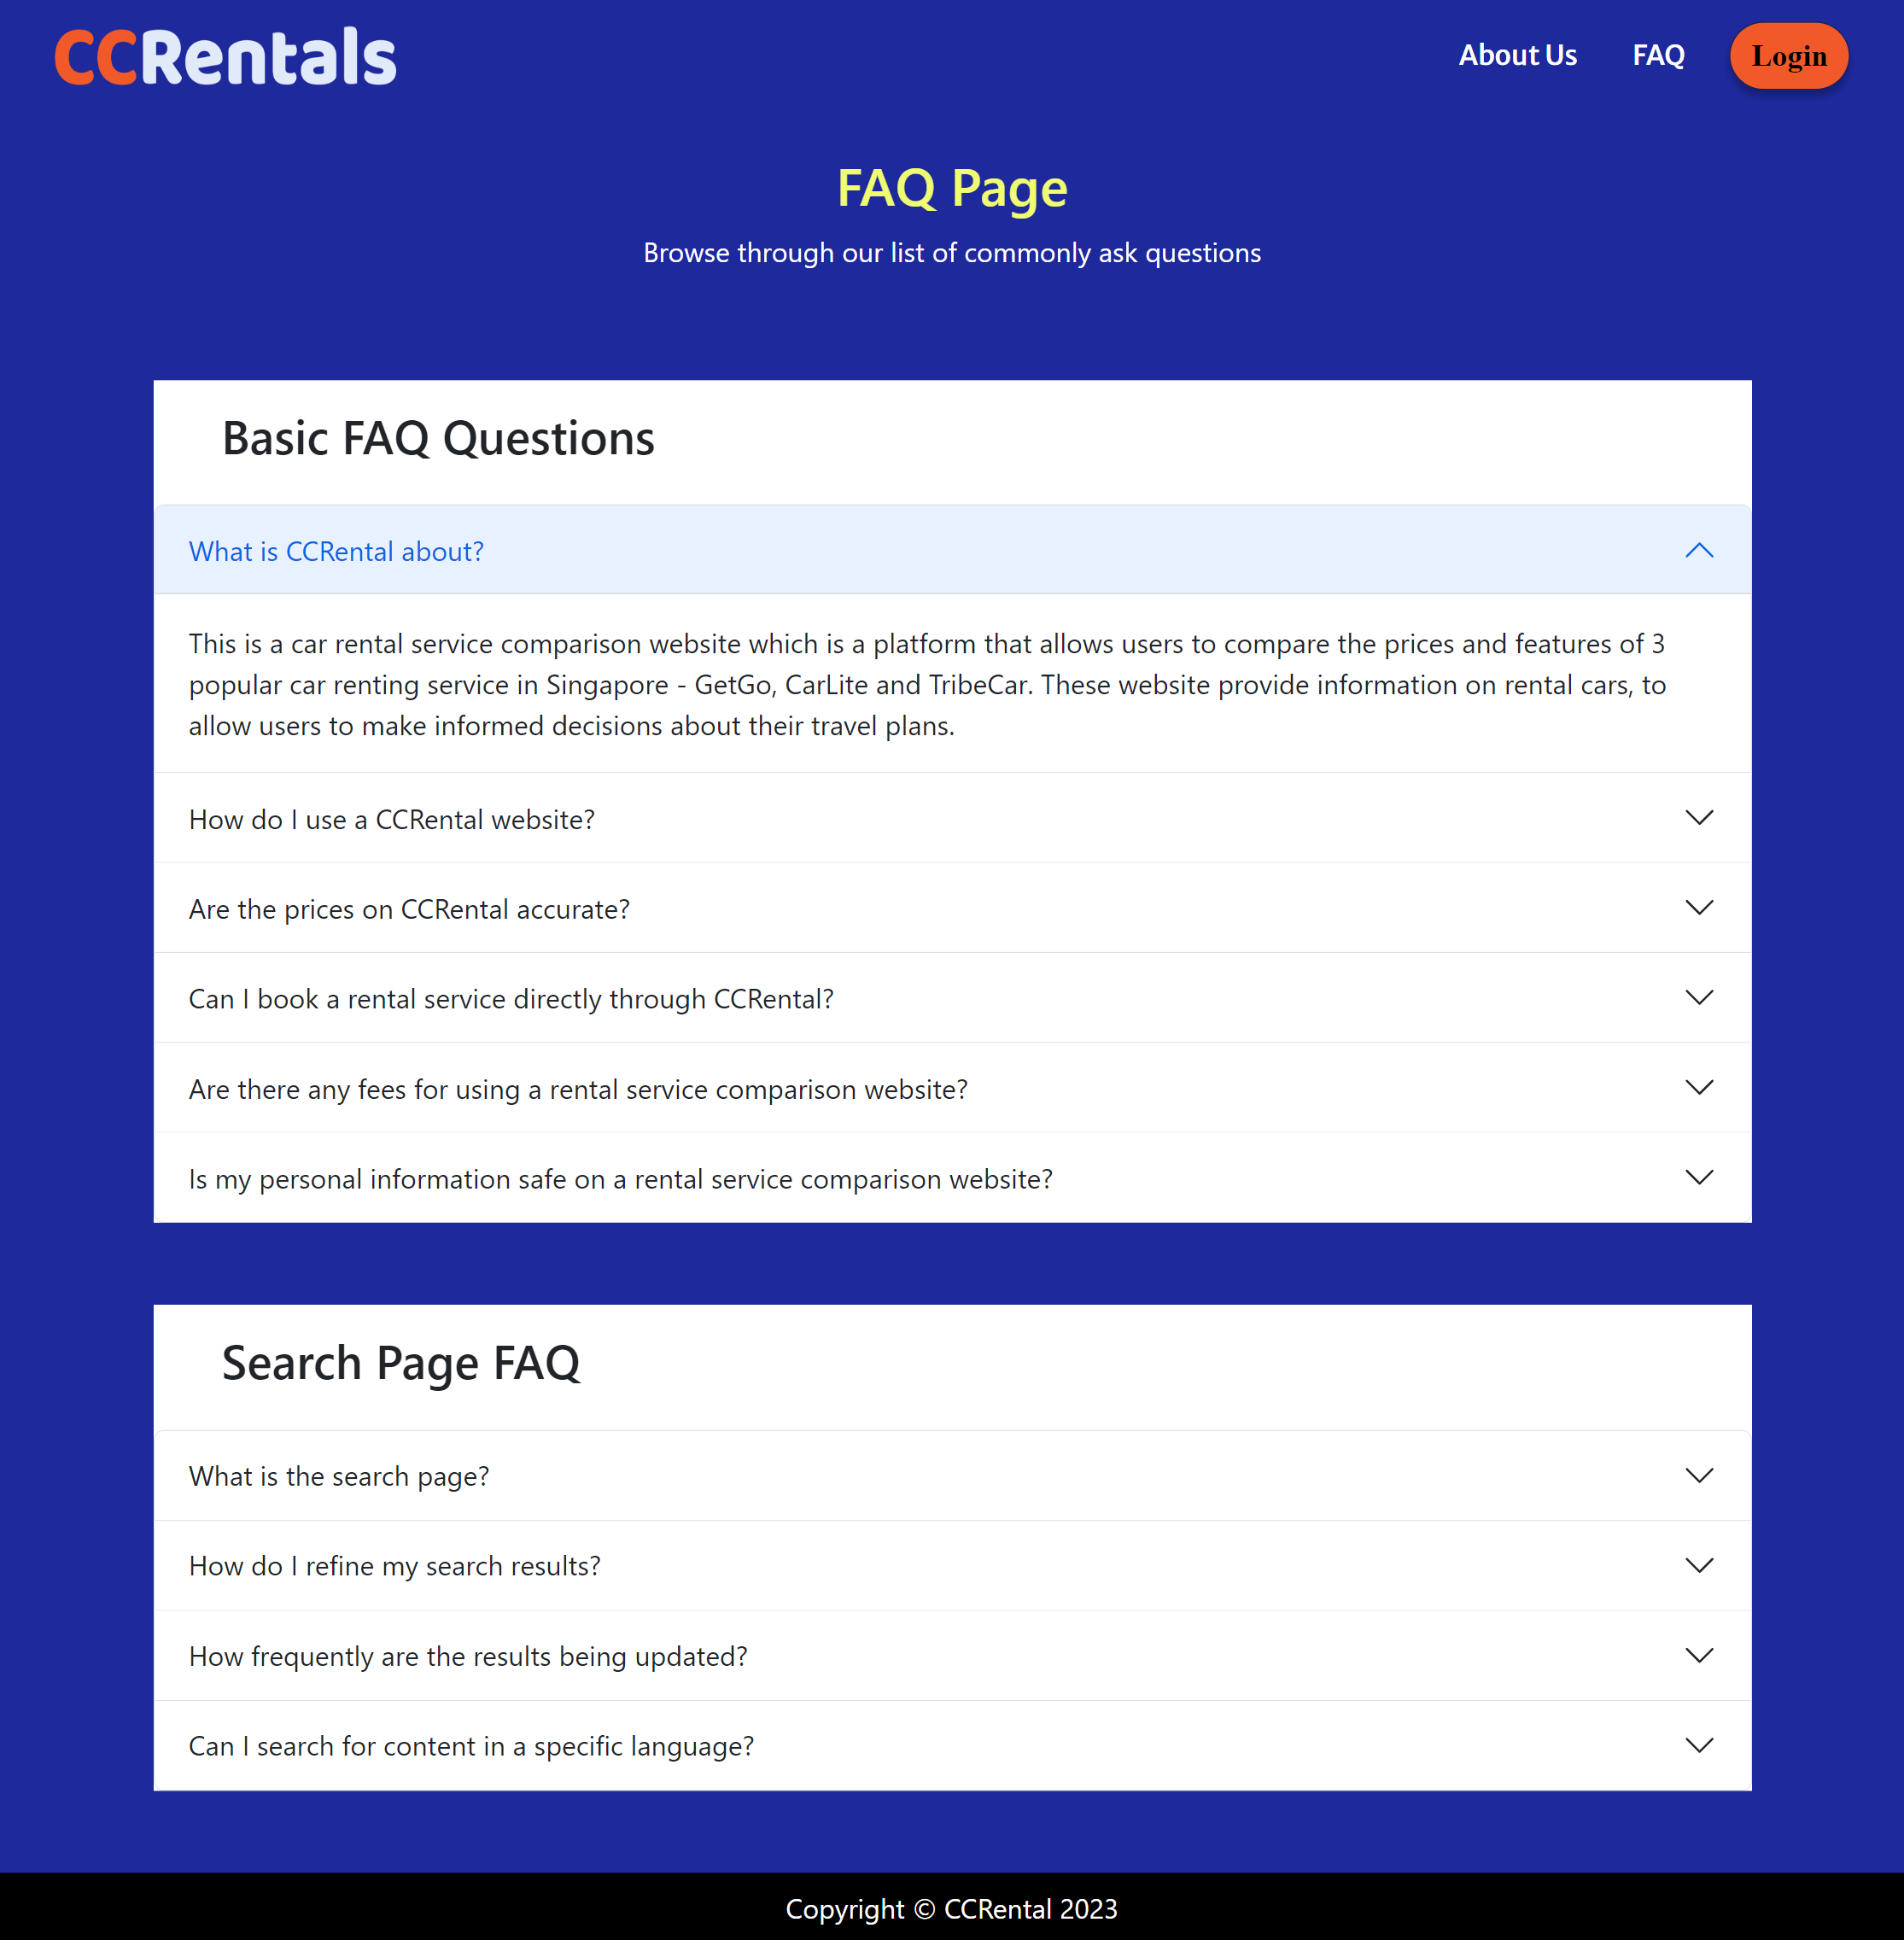 CCRentals
About Us
FAQ
Login
FAQ Page
Browse through our list of commonly ask questions
Basic FAQ Questions
What is CCRental about?
This is a car rental service comparison website which is a platform that allows users to compare the prices and features of 3
popular car renting service in Singapore - GetGo, CarLite and TribeCar. These website provide information on rental cars, to
allow users to make informed decisions about their travel plans.
How do I use a CCRental website?
Are the prices on CCRental accurate?
Can I book a rental service directly through CCRental?
Are there any fees for using a rental service comparison website?
Is my personal information safe on a rental service comparison website?
Search Page FAQ
What is the search page?
How do I refine my search results?
How frequently are the results being updated?
Can I search for content in a specific language?
Copyright © CCRental 2023